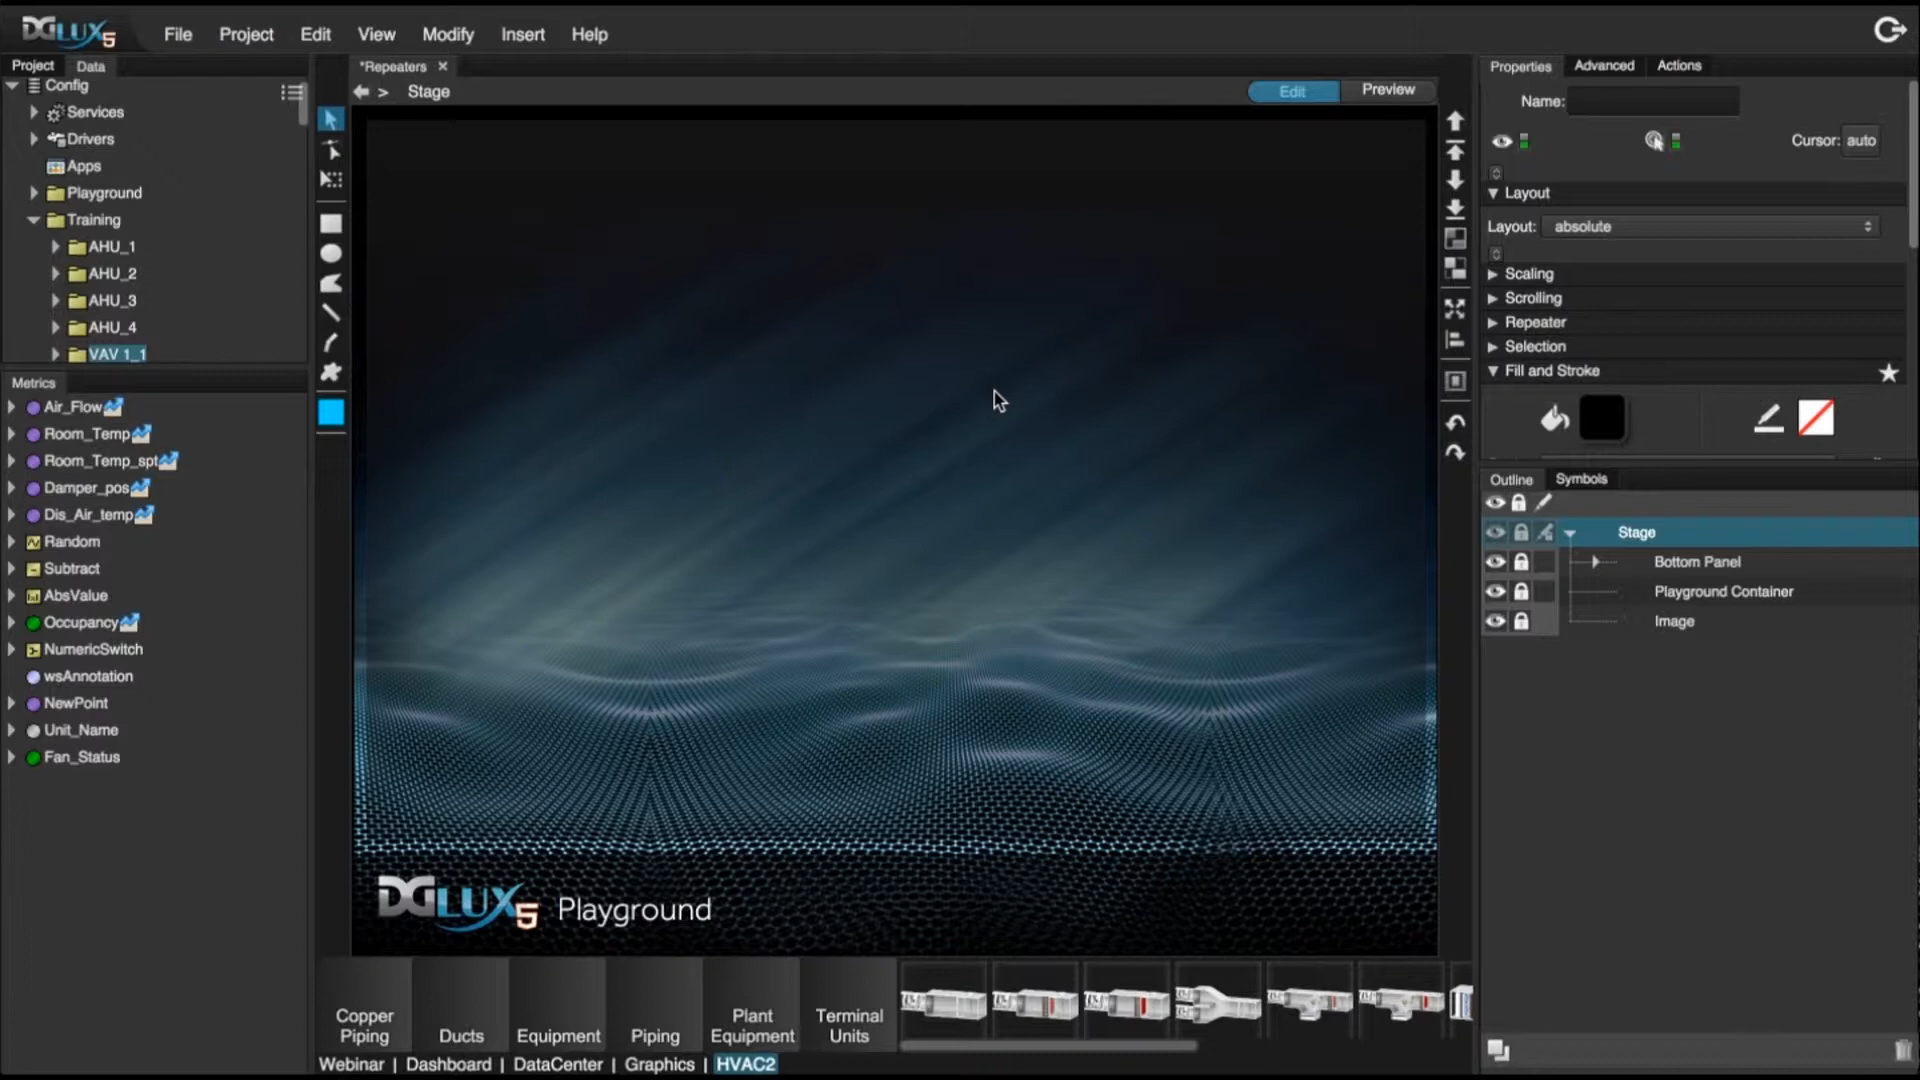 DGLUX5
File Project Edit View Modify Insert Help
Project Data
Config
Services
Drivers
Apps
Playground
Training
AHU_1
AHU_2
AHU_3
AHU_4
VAV 1_1
Metrics
Air_Flow
Room_Temp
Room_Temp_spt
Damper_pos
Dis_Air_temp
Random
Subtract
AbsValue
Occupancy
NumericSwitch
wsAnnotation
NewPoint
Unit_Name
Fan_Status
*Repeaters
> Stage
Edit Preview
DGLUX5 Playground
Copper Piping
Ducts
Equipment
Piping
Plant Equipment
Terminal Units
Webinar | Dashboard | DataCenter | Graphics | HVAC2
Properties Advanced Actions
Name:
Cursor: auto
Layout
Layout: absolute
Scaling
Scrolling
Repeater
Selection
Fill and Stroke
Outline Symbols
Stage
Bottom Panel
Playground Container
Image